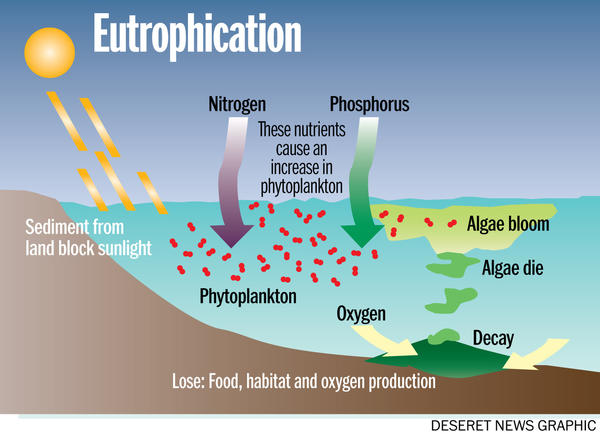 Eutrophication
Nitrogen
Phosphorus
These nutrients
cause an
increase in
phytoplankton
Sediment from
land block sunlight
Algae bloom
Algae die
Phytoplankton
Oxygen
Decay
Lose: Food, habitat and oxygen production
DESERET NEWS GRAPHIC